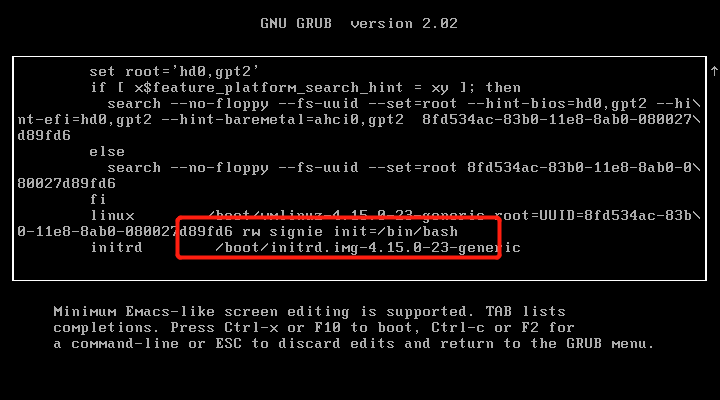 GNU GRUB version 2.02
set root='hd0,gpt2'
if [ x$feature_platform_search_hint = xy ]; then
search --no-floppy --fs-uuid --set=root --hint-bios=hd0,gpt2 --hi\
nt-efi=hd0,gpt2 --hint-baremetal=ahci0,gpt2 8fd534ac-83b0-11e8-8ab0-080027\
d89fd6
else
search --no-floppy --fs-uuid --set=root 8fd534ac-83b0-11e8-8ab0-0\
80027d89fd6
fi
linux /boot/vmlinuz-4.15.0-23-generic root=UUID=8fd534ac-83b\
0-11e8-8ab0-080027d89fd6 rw signie init=/bin/bash
initrd /boot/initrd.img-4.15.0-23-generic
Minimum Emacs-like screen editing is supported. TAB lists
completions. Press Ctrl-x or F10 to boot, Ctrl-c or F2 for
a command-line or ESC to discard edits and return to the GRUB menu.